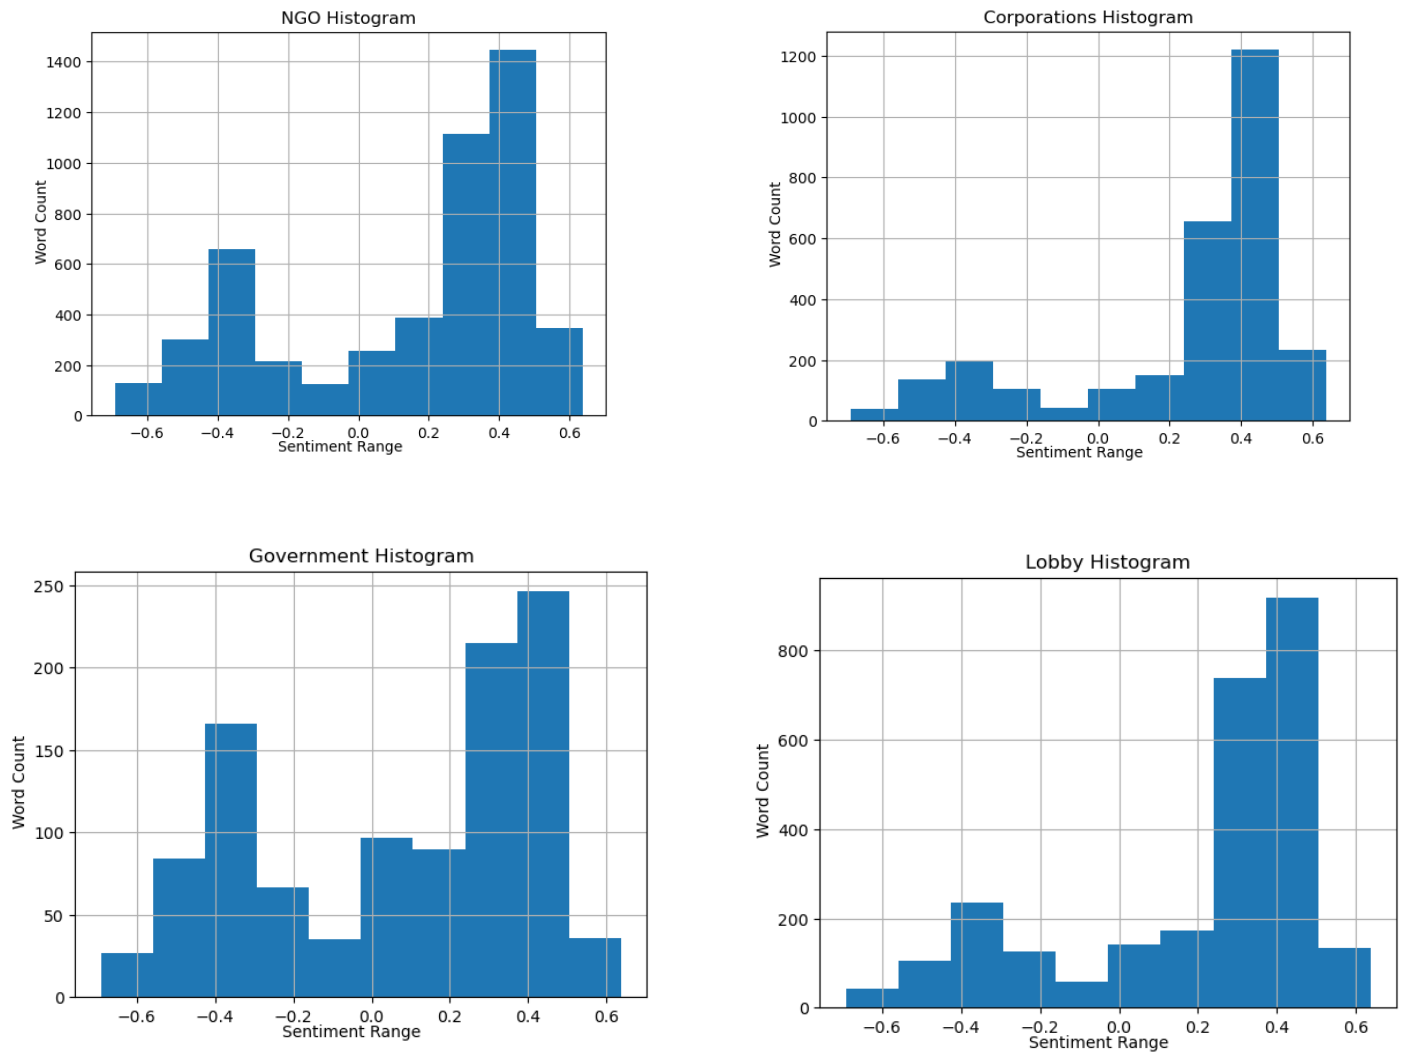 NGO Histogram
1400
1200
1000
800
600
400
200
0
Word Count
−0.6 −0.4 −0.2 0.0 0.2 0.4 0.6
Sentiment Range
Corporations Histogram
1200
1000
800
600
400
200
0
Word Count
−0.6 −0.4 −0.2 0.0 0.2 0.4 0.6
Sentiment Range
Government Histogram
250
200
150
100
50
0
Word Count
−0.6 −0.4 −0.2 0.0 0.2 0.4 0.6
Sentiment Range
Lobby Histogram
800
600
400
200
0
Word Count
−0.6 −0.4 −0.2 0.0 0.2 0.4 0.6
Sentiment Range